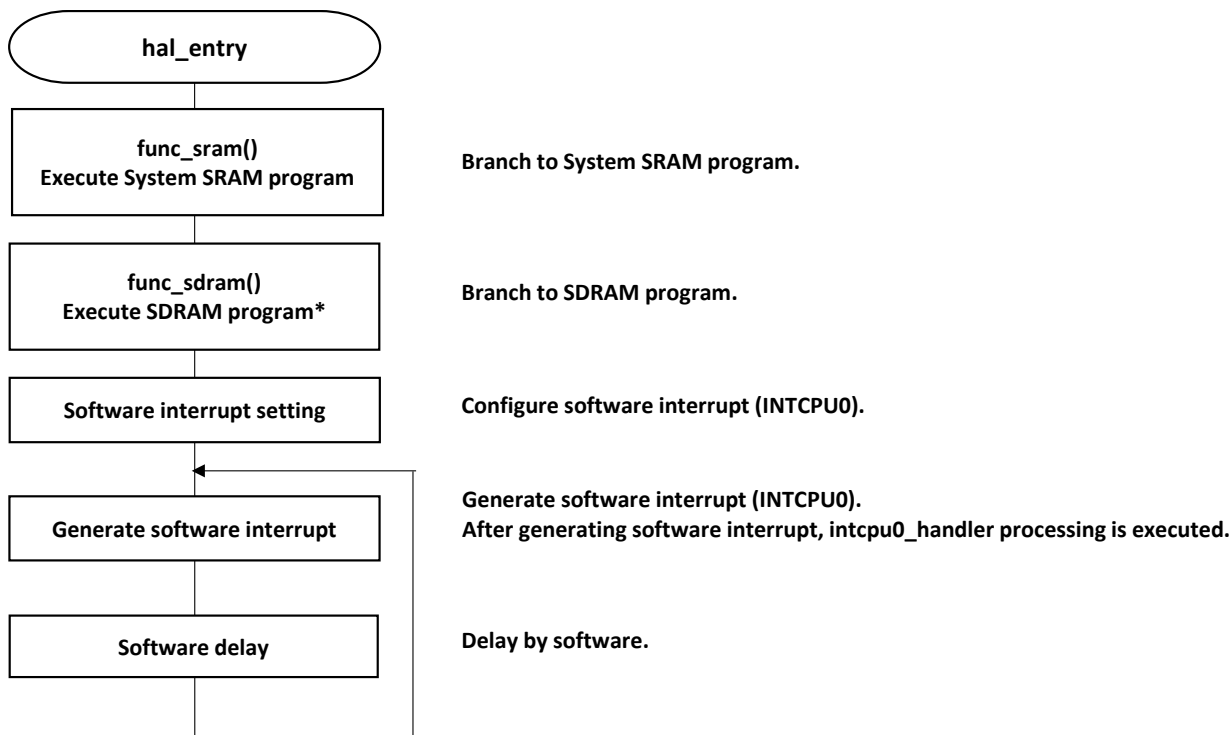 hal_entry
func_sram()
Execute System SRAM program
Branch to System SRAM program.
func_sdram()
Execute SDRAM program*
Branch to SDRAM program.
Software interrupt setting
Configure software interrupt (INTCPU0).
Generate software interrupt
Generate software interrupt (INTCPU0).
After generating software interrupt, intcpu0_handler processing is executed.
Software delay
Delay by software.